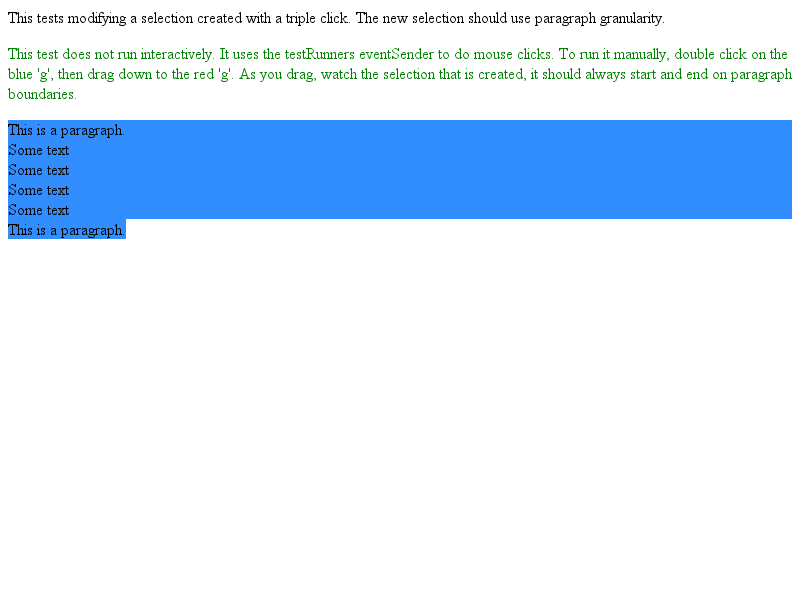 This tests modifying a selection created with a triple click. The new selection should use paragraph granularity.
This test does not run interactively. It uses the testRunners eventSender to do mouse clicks. To run it manually, double click on the
blue 'g', then drag down to the red 'g'. As you drag, watch the selection that is created, it should always start and end on paragraph
boundaries.
This is a paragraph.
Some text
Some text
Some text
Some text
This is a paragraph.